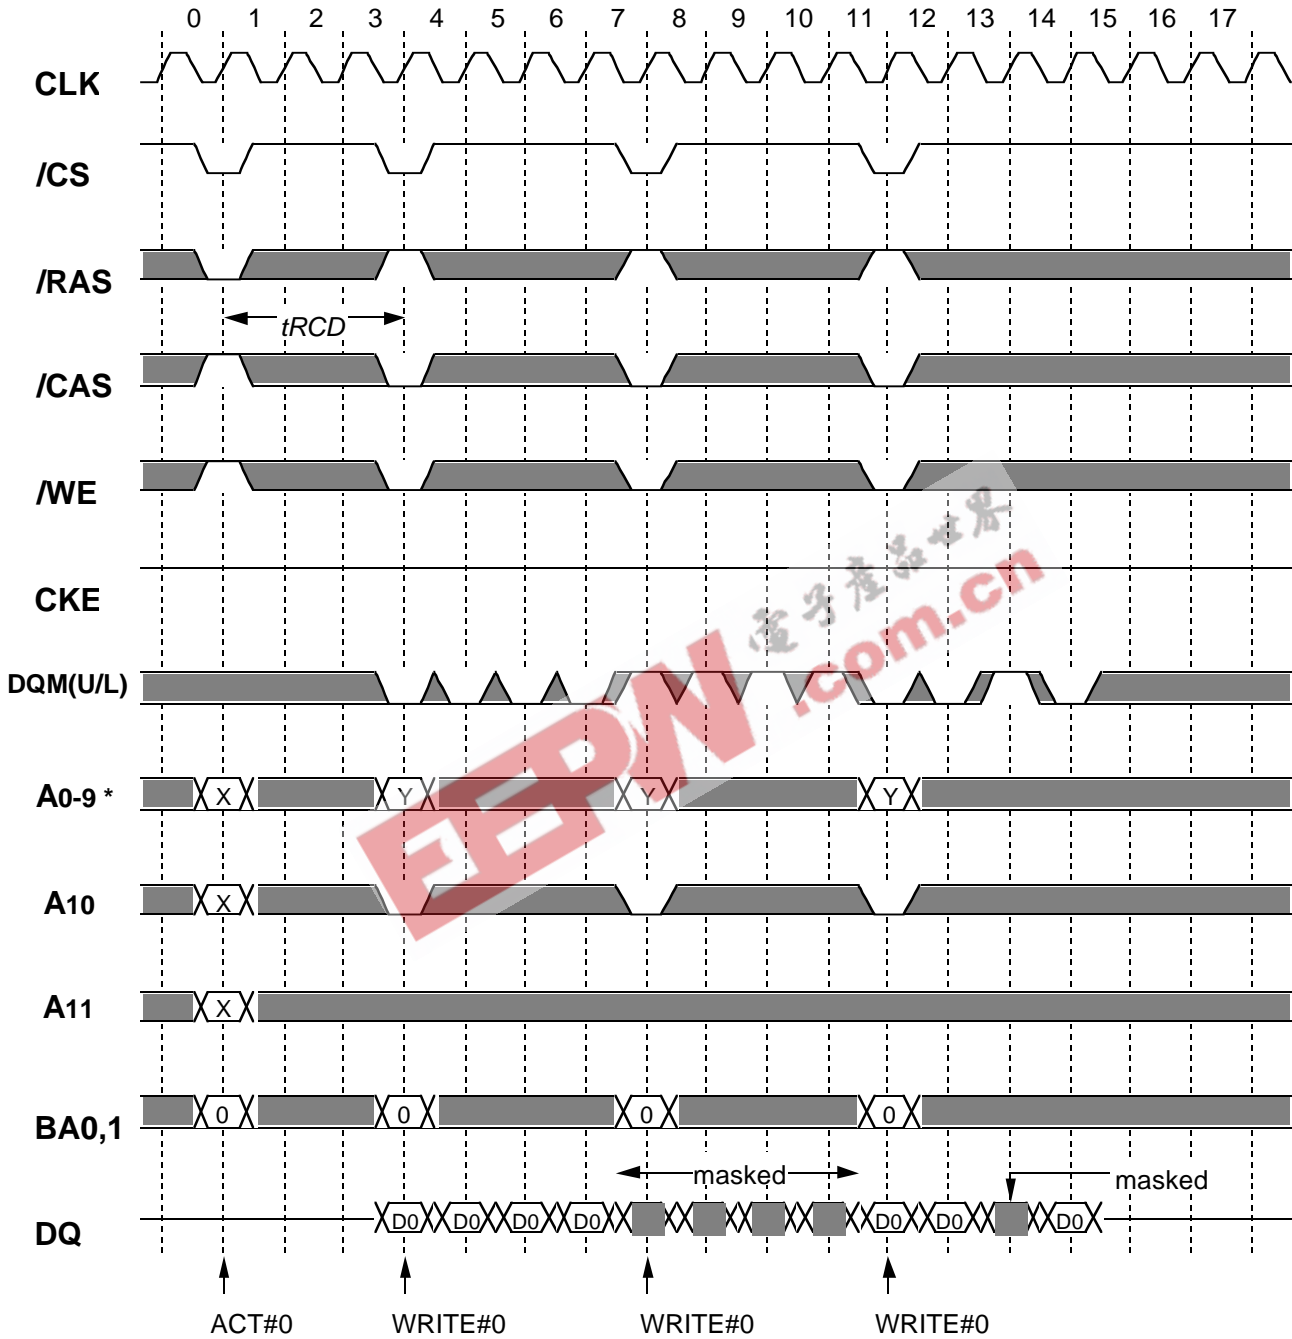 0 1 2 3 4 5 6 7 8 9 10 11 12 13 14 15 16 17
CLK
/CS
/RAS
tRCD
/CAS
/WE
電子產品世界
.com.cn
EEPW
CKE
DQM(U/L)
A0-9 * X Y Y Y
A10 X
A11 X
BA0,1 0 0 0 0
masked masked
DQ D0 D0 D0 D0 D0 D0 D0
ACT#0 WRITE#0 WRITE#0 WRITE#0